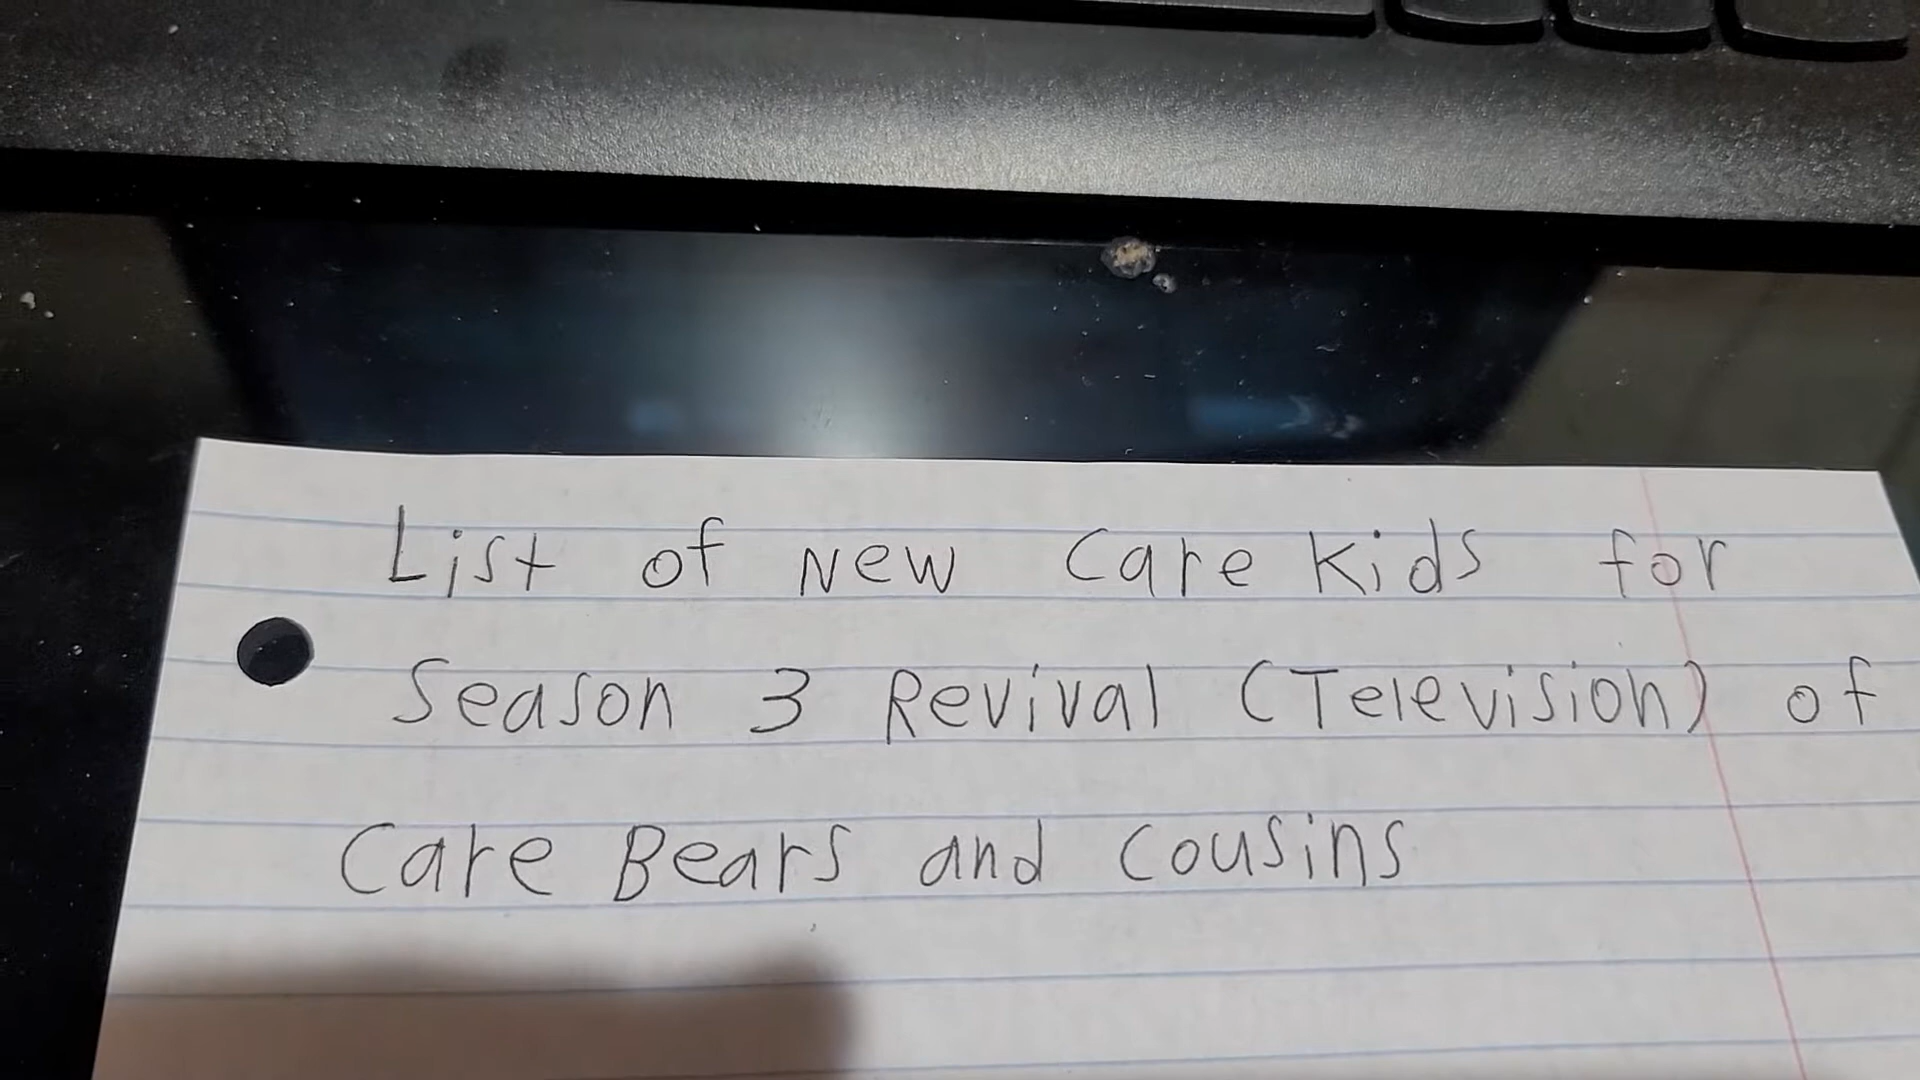 List of New Care Kids for
Season 3 Revival (Television) of
Care Bears and Cousins